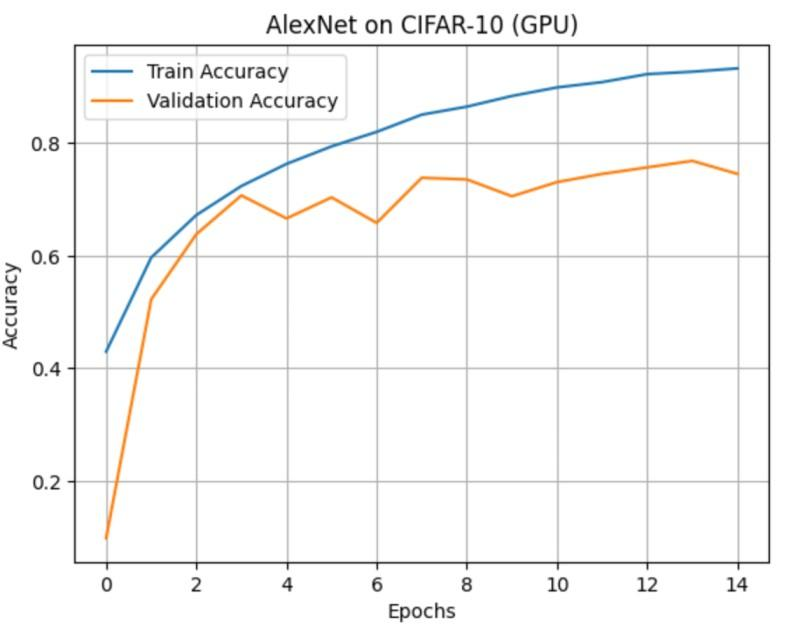 AlexNet on CIFAR-10 (GPU)
Train Accuracy
Validation Accuracy
0.8
0.6
0.4
0.2
Accuracy
0 2 4 6 8 10 12 14
Epochs